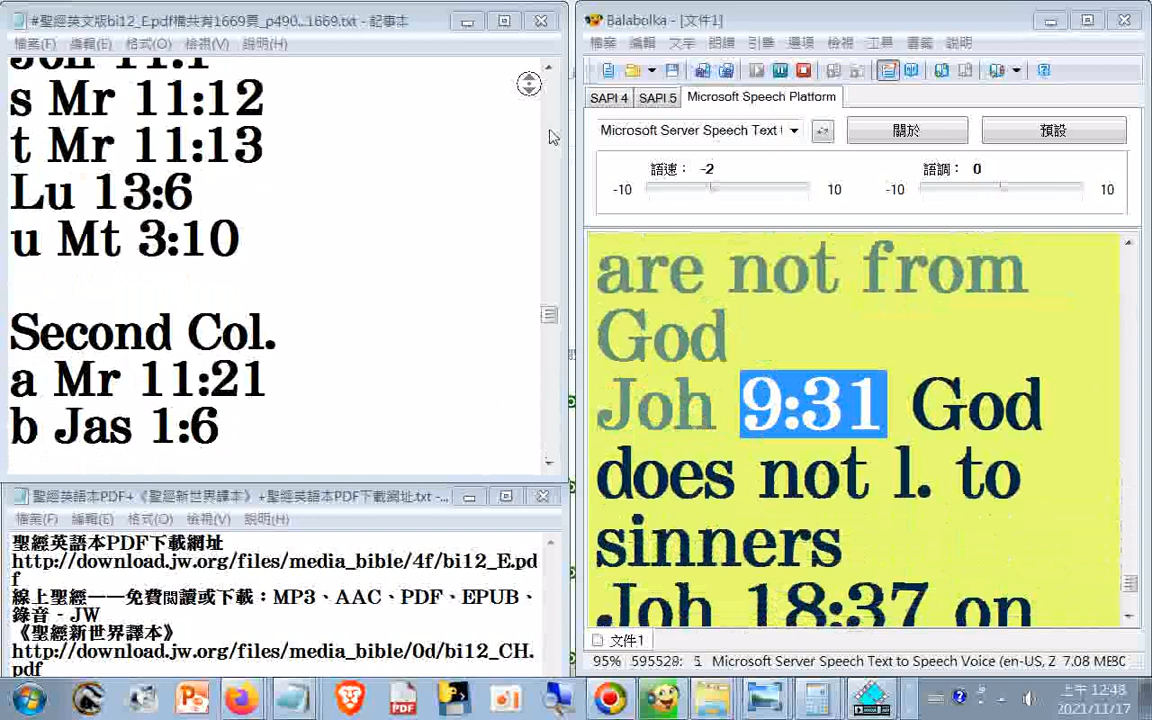 #聖經英文版bi12_E.pdf檔共有1669頁_p490...1669.txt - 記事本
檔案(F) 編輯(E) 格式(O) 檢視(V) 說明(H)
Joh 11:1
s Mr 11:12
t Mr 11:13
Lu 13:6
u Mt 3:10
Second Col.
a Mr 11:21
b Jas 1:6
聖經英語本PDF+《聖經新世界譯本》+聖經英語本PDF下載網址.txt -...
檔案(F) 編輯(E) 格式(O) 檢視(V) 說明(H)
聖經英語本PDF下載網址
http://download.jw.org/files/media_bible/4f/bi12_E.pd
f
線上聖經——免費閱讀或下載：MP3、AAC、PDF、EPUB、
錄音 - JW
《聖經新世界譯本》
http://download.jw.org/files/media_bible/0d/bi12_CH.
pdf
Balabolka - [文件1]
檔案 編輯 文字 朗讀 引擎 選項 檢視 工具 書籤 說明
SAPI 4 SAPI 5 Microsoft Speech Platform
Microsoft Server Speech Text 關於 預設
語速： -2 語調： 0
-10 10 -10 10
are not from
God
Joh 9:31 God
does not l. to
sinners
Joh 18:37 on
文件1
95% 595528: 1 Microsoft Server Speech Text to Speech Voice (en-US, Z 7.08 MB
PDF
上午 12:48
2021/11/17